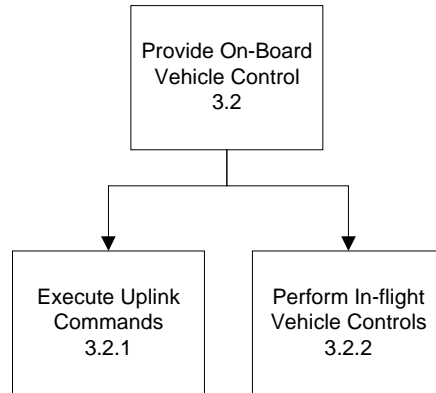 Provide On-Board
Vehicle Control
3.2
Execute Uplink
Commands
3.2.1
Perform In-flight
Vehicle Controls
3.2.2